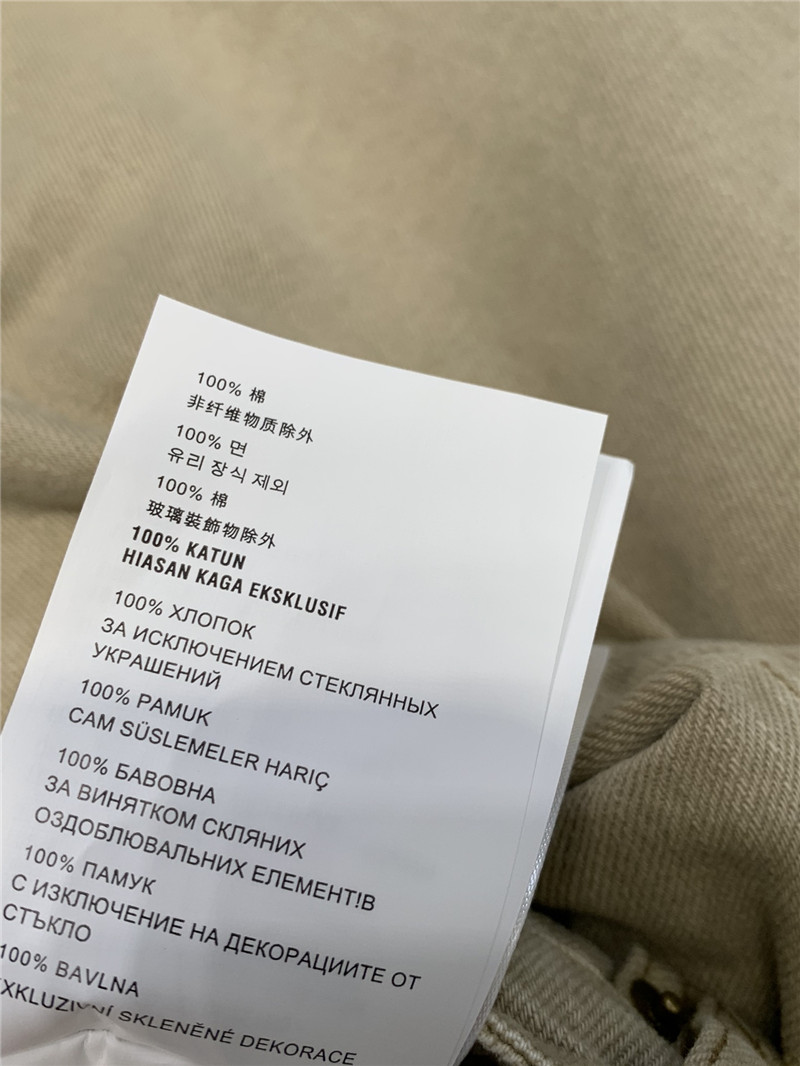 100% 棉
非纤维物质除外
100% 면
유리 장식 제외
100% 棉
玻璃裝飾物除外
100% KATUN
HIASAN KAGA EKSKLUSIF
100% ХЛОПОК
ЗА ИСКЛЮЧЕНИЕМ СТЕКЛЯННЫХ
УКРАШЕНИЙ
100% PAMUK
CAM SÜSLEMELER HARIÇ
100% БАВОВНА
ЗА ВИНЯТКОМ СКЛЯНИХ
ОЗДОБЛЮВАЛЬНИХ ЕЛЕМЕНТ!В
100% ПАМУК
С ИЗКЛЮЧЕНИЕ НА ДЕКОРАЦИИТЕ ОТ
СТЪКЛО
100% BAVLNA
SKLENĚNÉ DEKORACE